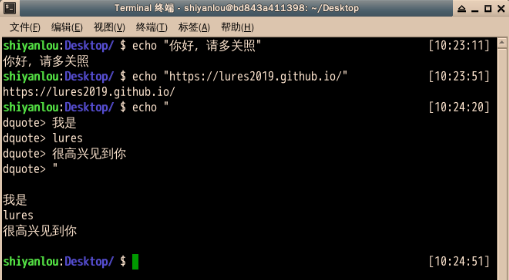 Terminal 终端 - shiyanlou@bd843a411398: ~/Desktop
文件(F) 编辑(E) 视图(V) 终端(T) 标签(A) 帮助(H)
shiyanlou:Desktop/ $ echo "你好，请多关照" [10:23:11]
你好，请多关照
shiyanlou:Desktop/ $ echo "https://lures2019.github.io/" [10:23:51]
https://lures2019.github.io/
shiyanlou:Desktop/ $ echo " [10:24:20]
dquote> 我是
dquote> lures
dquote> 很高兴见到你
dquote> "
我是
lures
很高兴见到你
shiyanlou:Desktop/ $ [10:24:51]